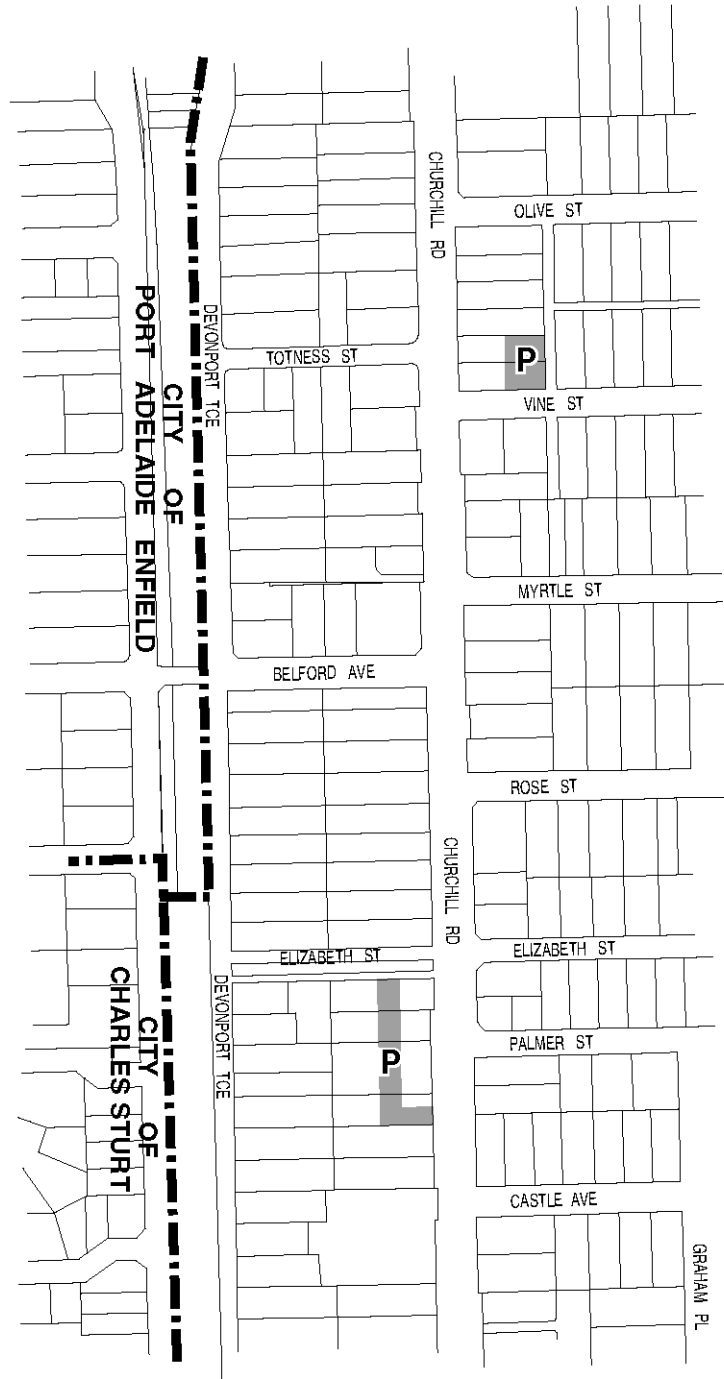 OLIVE ST
CHURCHILL RD
DEVONPORT TCE
TOTNESS ST
P
VINE ST
CITY OF
PORT ADELAIDE ENFIELD
MYRTLE ST
BELFORD AVE
ROSE ST
CHURCHILL RD
ELIZABETH ST
ELIZABETH ST
DEVONPORT TCE
CITY OF
CHARLES STURT
P
PALMER ST
CASTLE AVE
GRAHAM PL